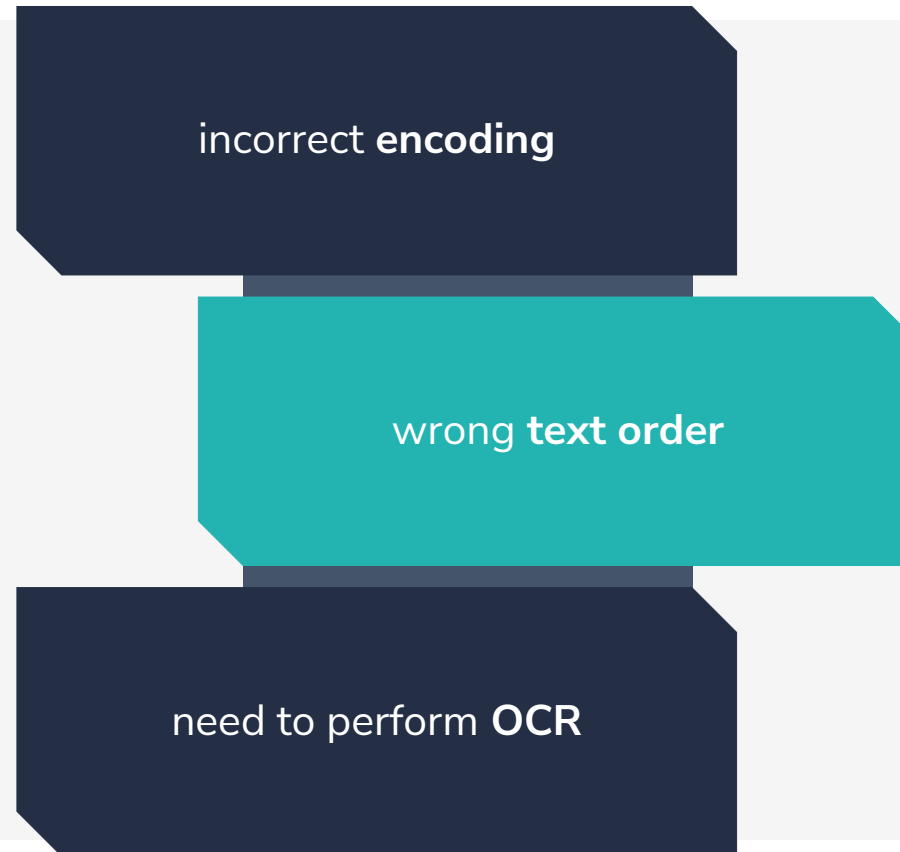 incorrect encoding
wrong text order
need to perform OCR